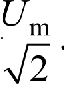 U_m
√2 .